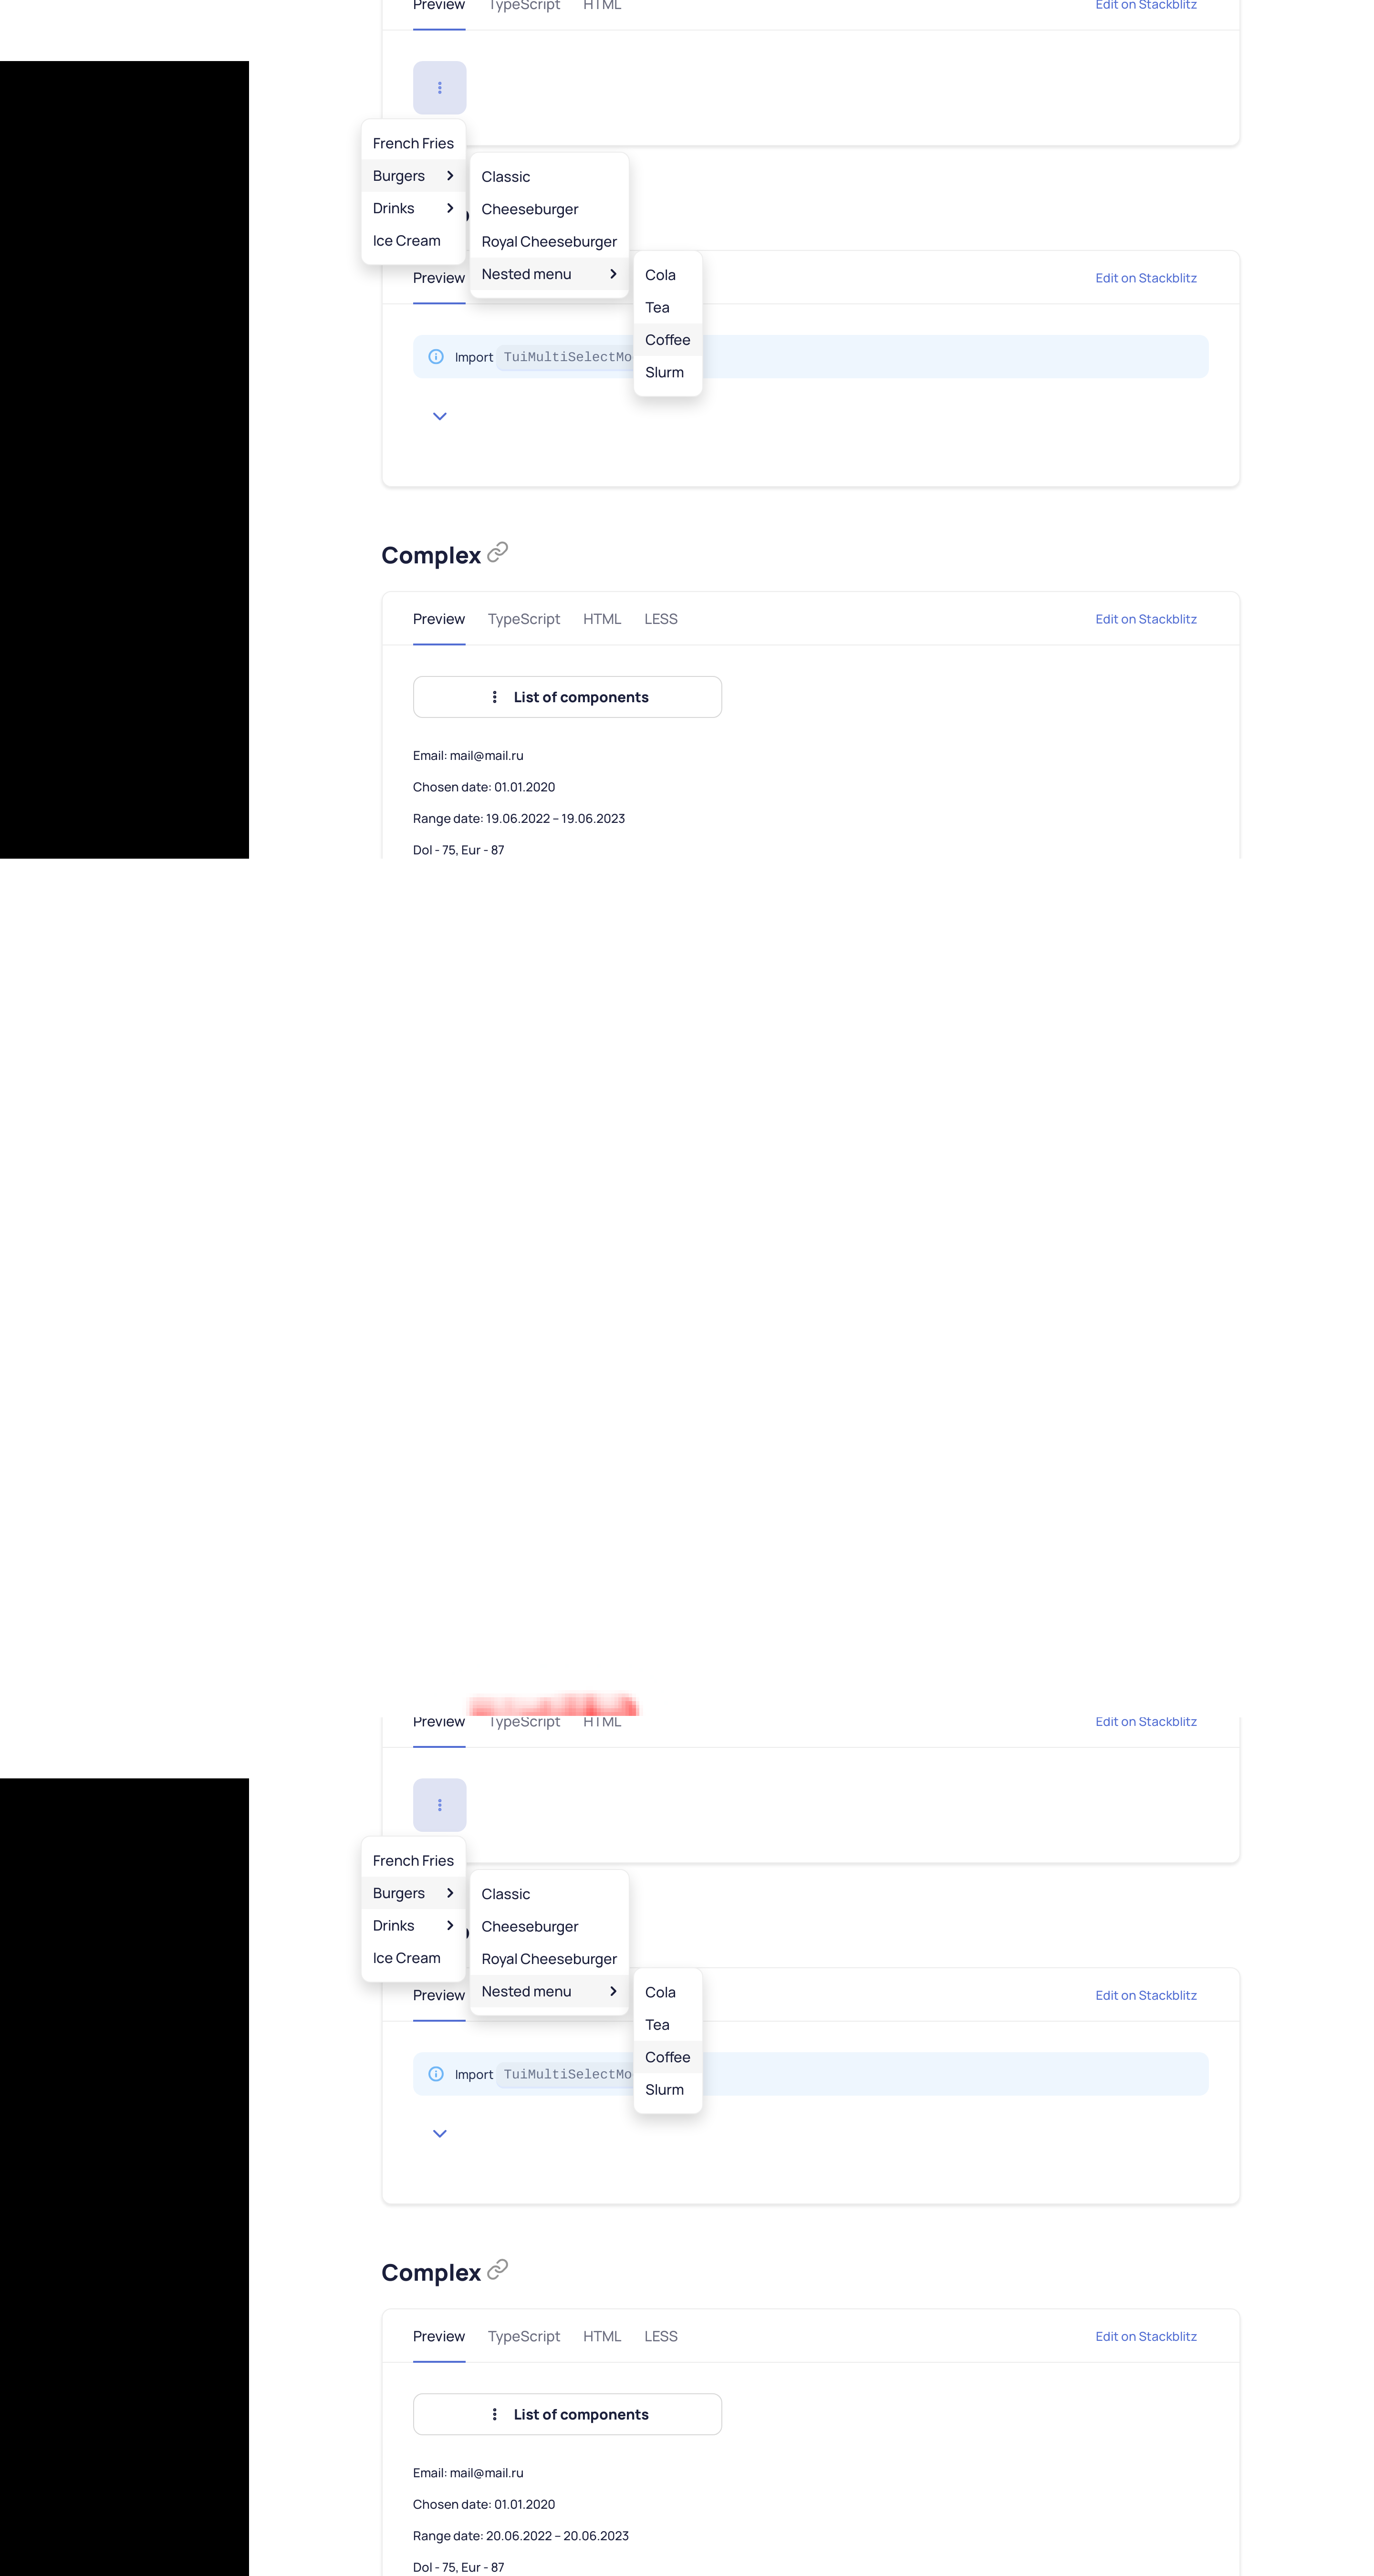 Preview TypeScript HTML Edit on Stackblitz
French Fries
Burgers
Drinks
Ice Cream
Classic
Cheeseburger
Royal Cheeseburger
Nested menu
Cola
Tea
Coffee
Slurm
Preview Edit on Stackblitz
Import
Complex
Preview TypeScript HTML LESS Edit on Stackblitz
List of components
Email: mail@mail.ru
Chosen date: 01.01.2020
Range date: 19.06.2022 – 19.06.2023
Dol - 75, Eur - 87
Preview TypeScript HTML Edit on Stackblitz
French Fries
Burgers
Drinks
Ice Cream
Classic
Cheeseburger
Royal Cheeseburger
Nested menu
Cola
Tea
Coffee
Slurm
Preview Edit on Stackblitz
Import
Complex
Preview TypeScript HTML LESS Edit on Stackblitz
List of components
Email: mail@mail.ru
Chosen date: 01.01.2020
Range date: 20.06.2022 – 20.06.2023
Dol - 75, Eur - 87